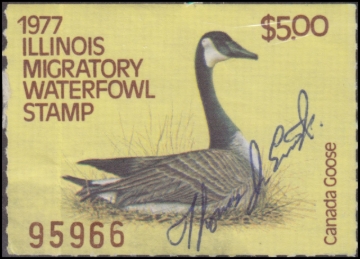 1977
ILLINOIS
MIGRATORY
WATERFOWL
STAMP
$5.00
Canada Goose
95966